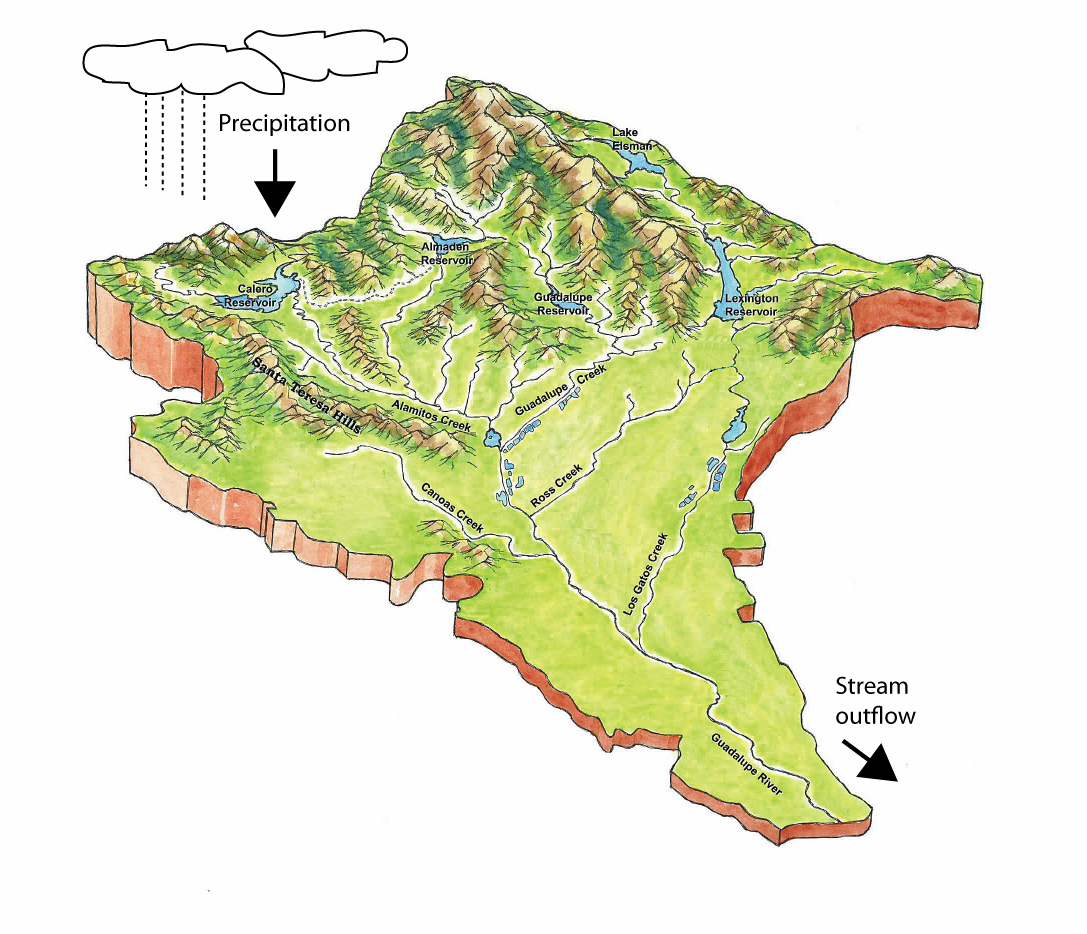 Precipitation
Lake
Elsman
Almaden
Reservoir
Calero
Reservoir
Guadalupe
Reservoir
Lexington
Reservoir
Santa Teresa Hills
Alamitos Creek
Guadalupe Creek
Canoas Creek
Ross Creek
Los Gatos Creek
Stream
outflow
Guadalupe River